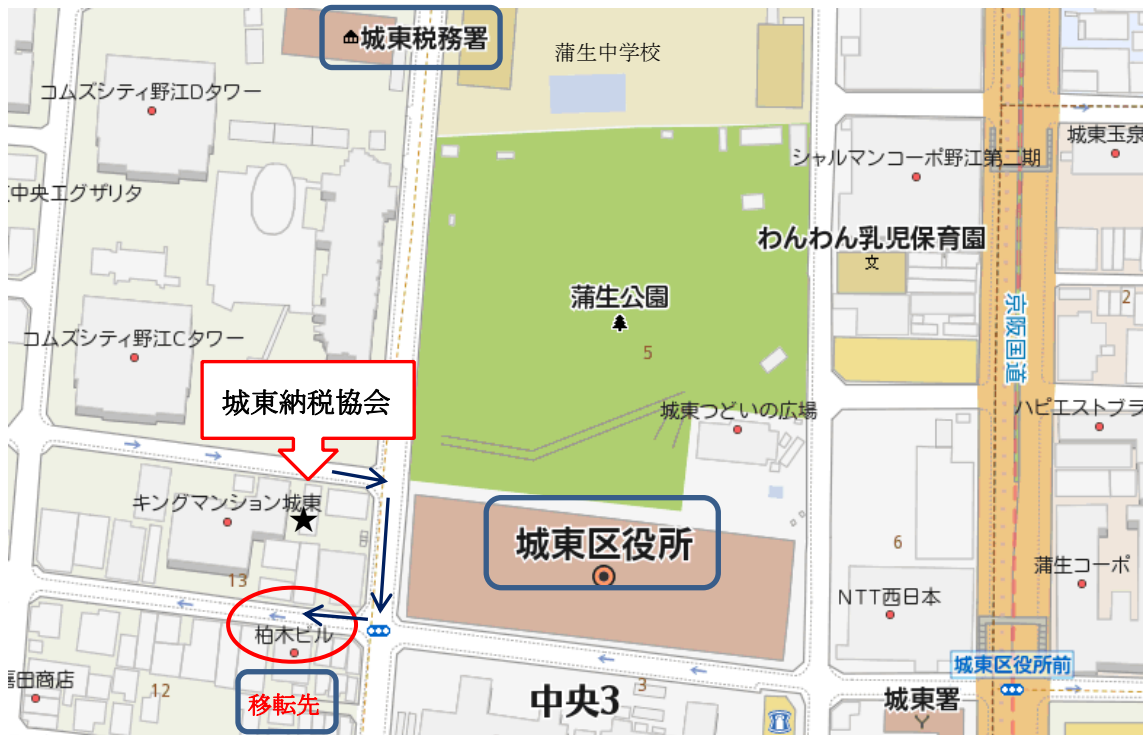 城東税務署
蒲生中学校
コムズシティ野江Dタワー
城東玉泉
シャルマンコーポ野江第二期
中央エグザリタ
わんわん乳児保育園
文
蒲生公園
2
京阪国道
コムズシティ野江Cタワー
5
城東納税協会
城東つどいの広場
ハピエストブラ
キングマンション城東
城東区役所
6
蒲生コーポ
13
NTT西日本
柏木ビル
城東区役所前
喜田商店
12
移転先
中央3
3
城東署